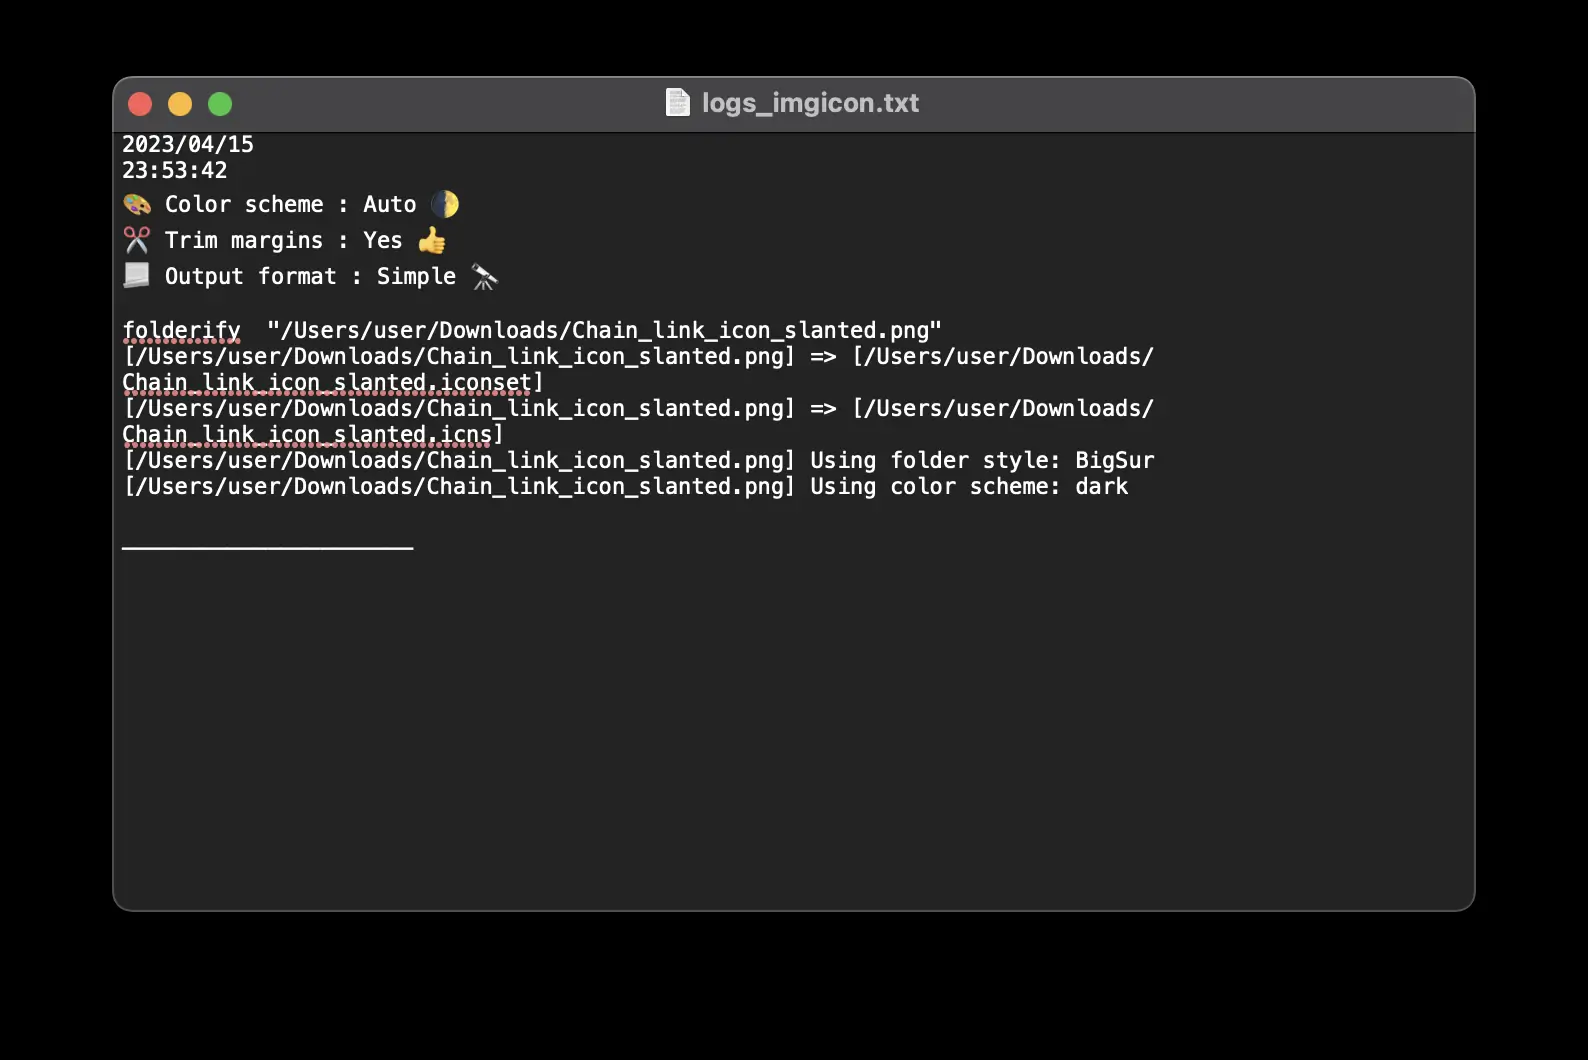 logs_imgicon.txt
2023/04/15
23:53:42
🎨 Color scheme : Auto 🌓
✂️ Trim margins : Yes 👍
📃 Output format : Simple 🔭
folderify  "/Users/user/Downloads/Chain_link_icon_slanted.png"
[/Users/user/Downloads/Chain_link_icon_slanted.png] => [/Users/user/Downloads/
Chain_link_icon_slanted.iconset]
[/Users/user/Downloads/Chain_link_icon_slanted.png] => [/Users/user/Downloads/
Chain_link_icon_slanted.icns]
[/Users/user/Downloads/Chain_link_icon_slanted.png] Using folder style: BigSur
[/Users/user/Downloads/Chain_link_icon_slanted.png] Using color scheme: dark
______________________